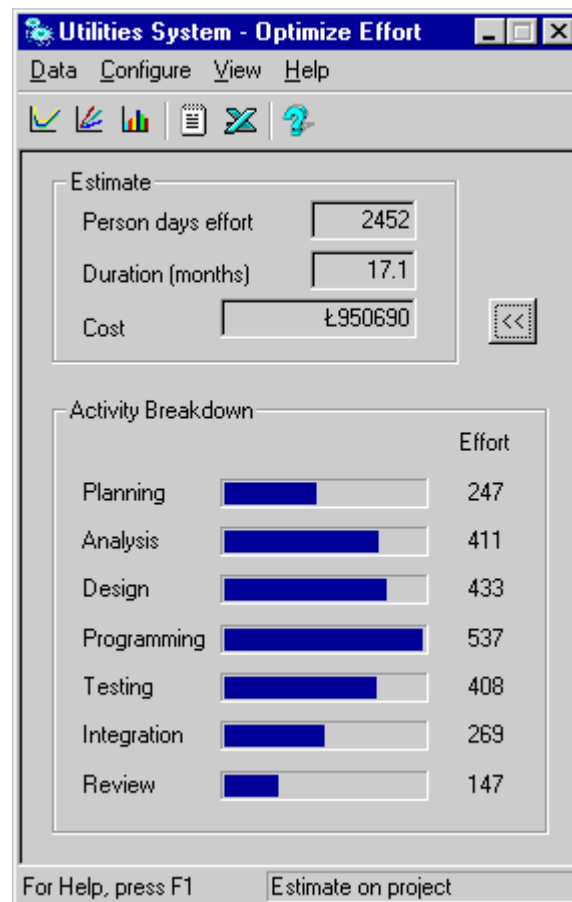 Utilities System - Optimize Effort
Data Configure View Help
Estimate
Person days effort 2452
Duration (months) 17.1
Cost Ł950690
<<
Activity Breakdown
Effort
Planning 247
Analysis 411
Design 433
Programming 537
Testing 408
Integration 269
Review 147
For Help, press F1 Estimate on project